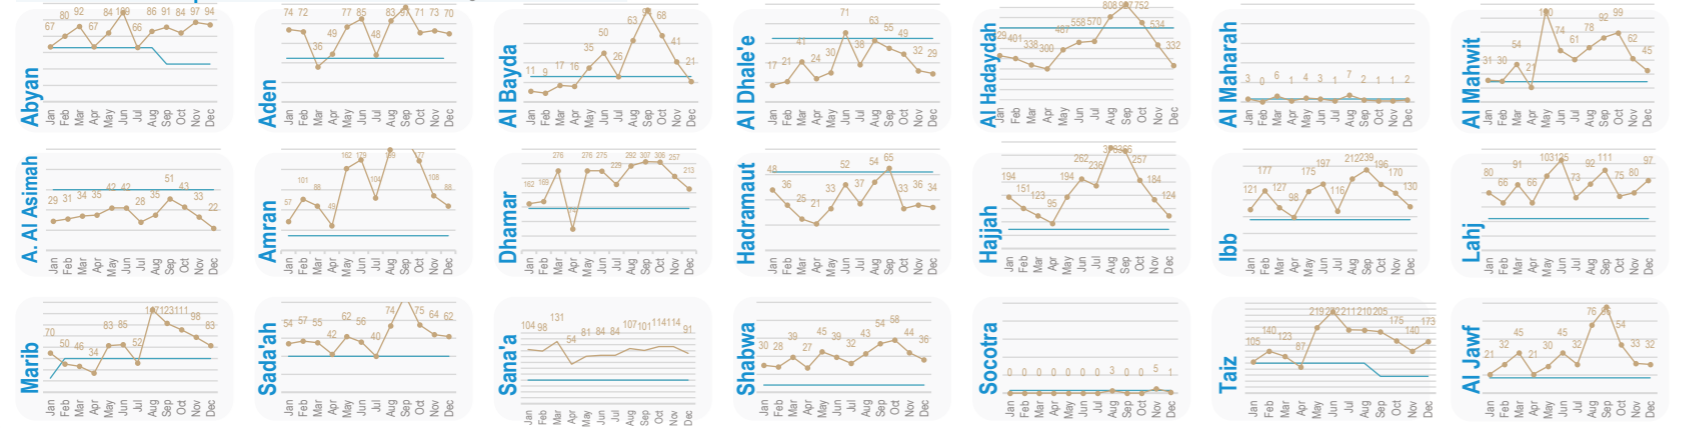 Abyan
67 80 92 67 84 66 86 91 84 97 94
Jan Feb Mar Apr May Jun Jul Aug Sep Oct Nov Dec
Aden
74 72 36 49 77 85 48 83 71 73 70
Jan Feb Mar Apr May Jun Jul Aug Sep Oct Nov Dec
Al Bayda
11 9 17 16 35 50 26 63 68 41 21
Jan Feb Mar Apr May Jun Jul Aug Sep Oct Nov Dec
Al Dhale'e
17 21 41 24 30 71 38 63 55 49 32 29
Jan Feb Mar Apr May Jun Jul Aug Sep Oct Nov Dec
Al Hadaydah
338 300 558 570 808 752 534 332
Jan Feb Mar Apr May Jun Jul Aug Sep Oct Nov Dec
Al Maharah
3 0 6 1 4 3 1 7 2 1 1 2
Jan Feb Mar Apr May Jun Jul Aug Sep Oct Nov Dec
Al Mahwit
31 30 54 21 74 61 78 92 99 62 45
Jan Feb Mar Apr May Jun Jul Aug Sep Oct Nov Dec
A. Al Asimah
29 31 34 35 42 42 28 35 51 43 33 22
Jan Feb Mar Apr May Jun Jul Aug Sep Oct Nov Dec
Amran
57 101 88 162 179 104 108 88
Jan Feb Mar Apr May Jun Jul Aug Sep Oct Nov Dec
Dhamar
162 169 276 276 275 229 292 307 306 257 213
Jan Feb Mar Apr May Jun Jul Aug Sep Oct Nov Dec
Hadramaut
48 36 25 21 33 52 37 54 65 33 36 34
Jan Feb Mar Apr May Jun Jul Aug Sep Oct Nov Dec
Hajjah
194 151 123 95 194 262 236 257 184 124
Jan Feb Mar Apr May Jun Jul Aug Sep Oct Nov Dec
Ibb
121 177 127 98 175 197 116 212 239 196 170 130
Jan Feb Mar Apr May Jun Jul Aug Sep Oct Nov Dec
Lahj
80 66 91 66 103 125 73 92 111 75 80 97
Jan Feb Mar Apr May Jun Jul Aug Sep Oct Nov Dec
Marib
70 50 46 34 83 85 52 123 111 98 83
Jan Feb Mar Apr May Jun Jul Aug Sep Oct Nov Dec
Sada'ah
54 57 55 42 62 56 40 74 75 64 62
Jan Feb Mar Apr May Jun Jul Aug Sep Oct Nov Dec
Sana'a
104 98 131 54 81 84 84 107 101 114 114 91
Jan Feb Mar Apr May Jun Jul Aug Sep Oct Nov Dec
Shabwa
30 28 39 27 45 39 32 43 54 58 44 36
Jan Feb Mar Apr May Jun Jul Aug Sep Oct Nov Dec
Socotra
0 0 0 0 0 0 0 3 0 0 5 1
Jan Feb Mar Apr May Jun Jul Aug Sep Oct Nov Dec
Taiz
105 140 123 87 219 211 210 205 175 140 173
Jan Feb Mar Apr May Jun Jul Aug Sep Oct Nov Dec
Al Jawf
21 32 45 21 30 45 32 76 54 33 32
Jan Feb Mar Apr May Jun Jul Aug Sep Oct Nov Dec